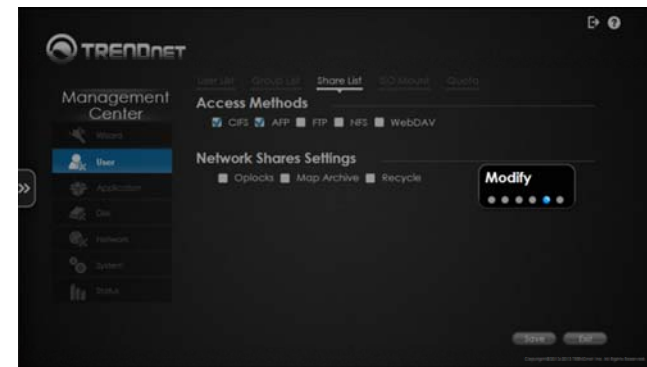 TRENDNET
User List Group List Share List ISO Mount Quota
Management
Center
Access Methods
CIFS AFP FTP NFS WebDAV
Wizard
User
Network Shares Settings
Oplocks Map Archive Recycle
Modify
Application
Disk
Network
System
Status
Save Exit